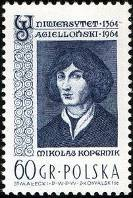 UNIWERSYTET·1364
JAGIELLOŃSKI·1964
MIKOŁAJ KOPERNIK
60 GR·POLSKA